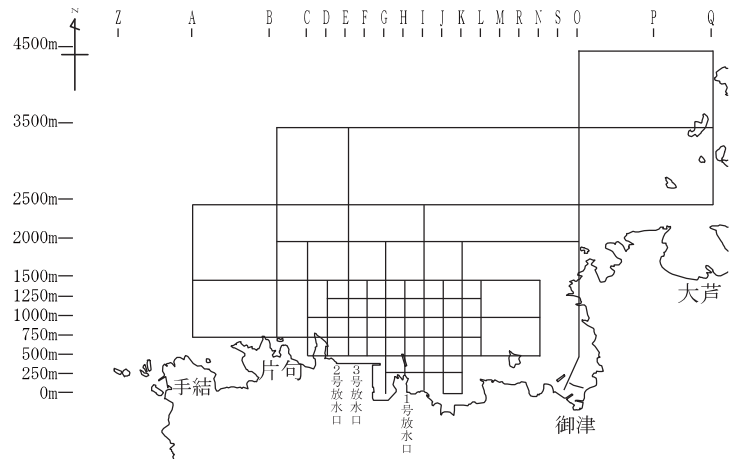 Z A B C D E F G H I J K L M R N S O P Q
N
4500m
3500m
2500m
2000m
1500m
1250m
1000m
750m
500m
250m
0m
大芦
手結
片句
2号放水口
3号放水口
1号放水口
御津